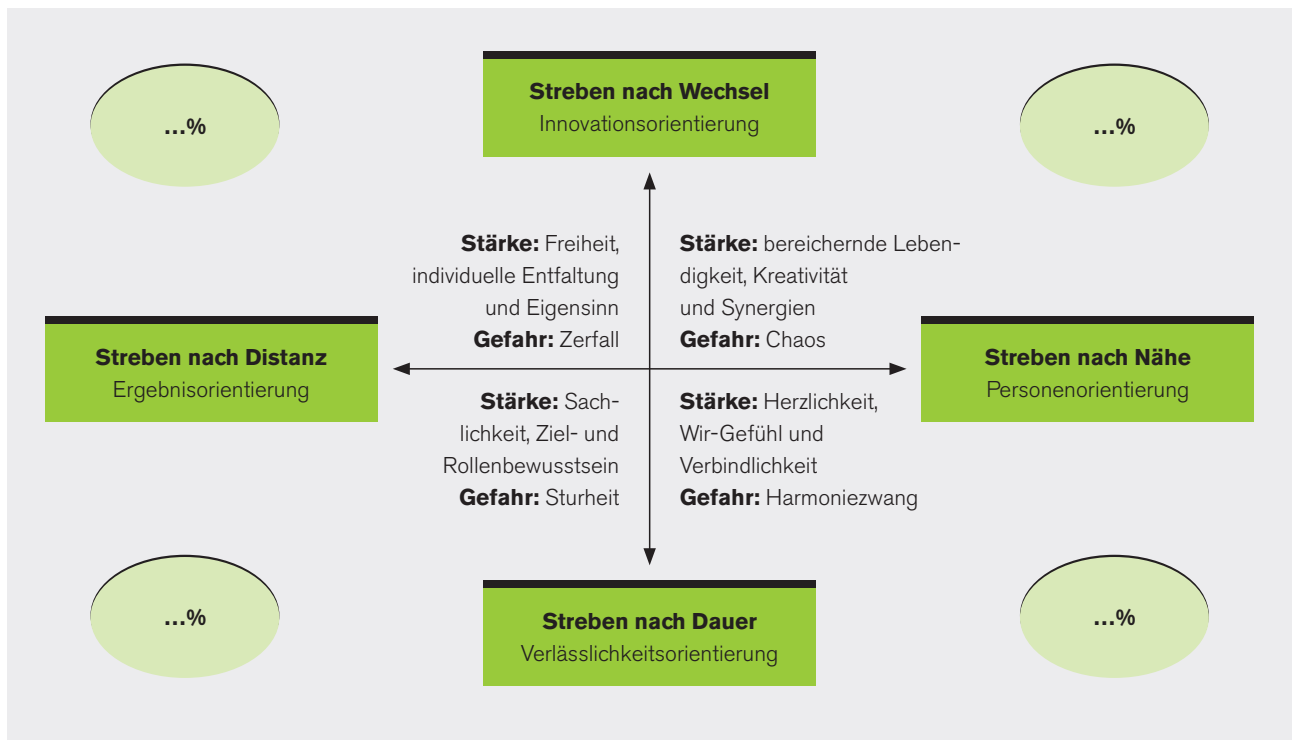 ...%
Streben nach Wechsel
Innovationsorientierung
...%
Stärke: Freiheit,
individuelle Entfaltung
und Eigensinn
Gefahr: Zerfall
Stärke: bereichernde Leben-
digkeit, Kreativität
und Synergien
Gefahr: Chaos
Streben nach Distanz
Ergebnisorientierung
Streben nach Nähe
Personenorientierung
Stärke: Sach-
lichkeit, Ziel- und
Rollenbewusstsein
Gefahr: Sturheit
Stärke: Herzlichkeit,
Wir-Gefühl und
Verbindlichkeit
Gefahr: Harmoniezwang
...%
Streben nach Dauer
Verlässlichkeitsorientierung
...%